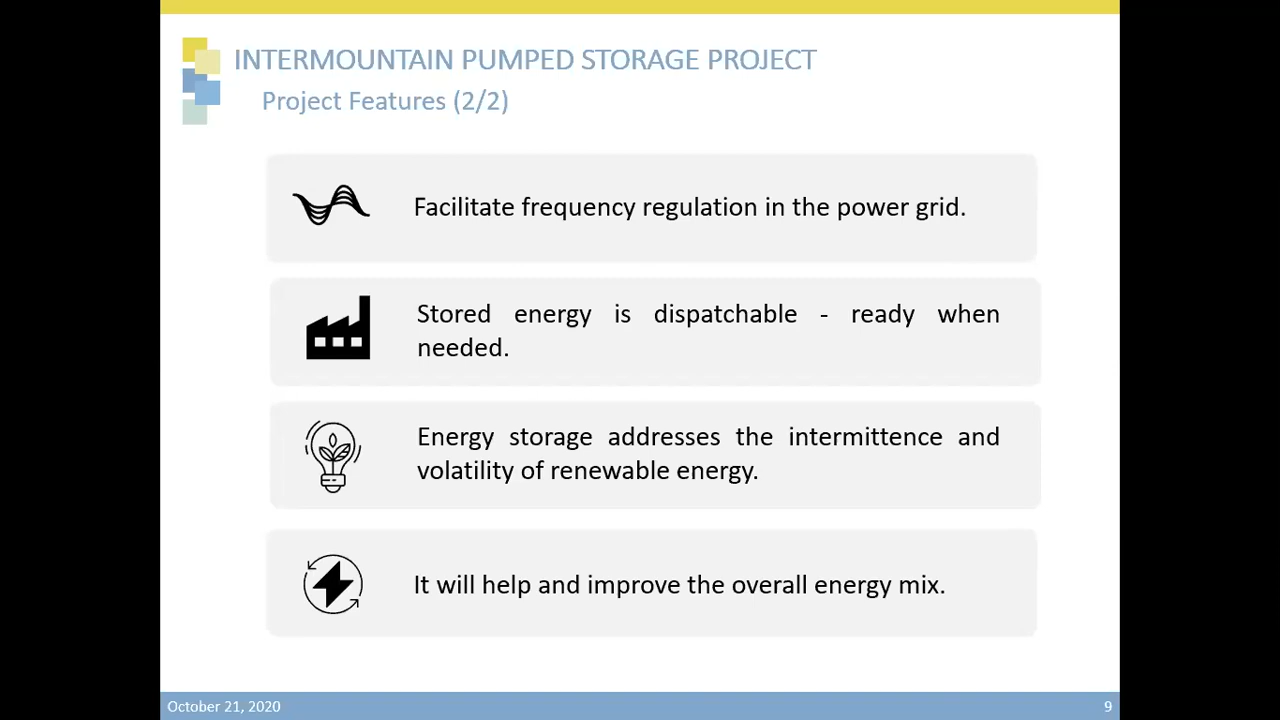 INTERMOUNTAIN PUMPED STORAGE PROJECT
Project Features (2/2)
Facilitate frequency regulation in the power grid.
Stored energy is dispatchable - ready when
needed.
Energy storage addresses the intermittence and
volatility of renewable energy.
It will help and improve the overall energy mix.
October 21, 2020
9